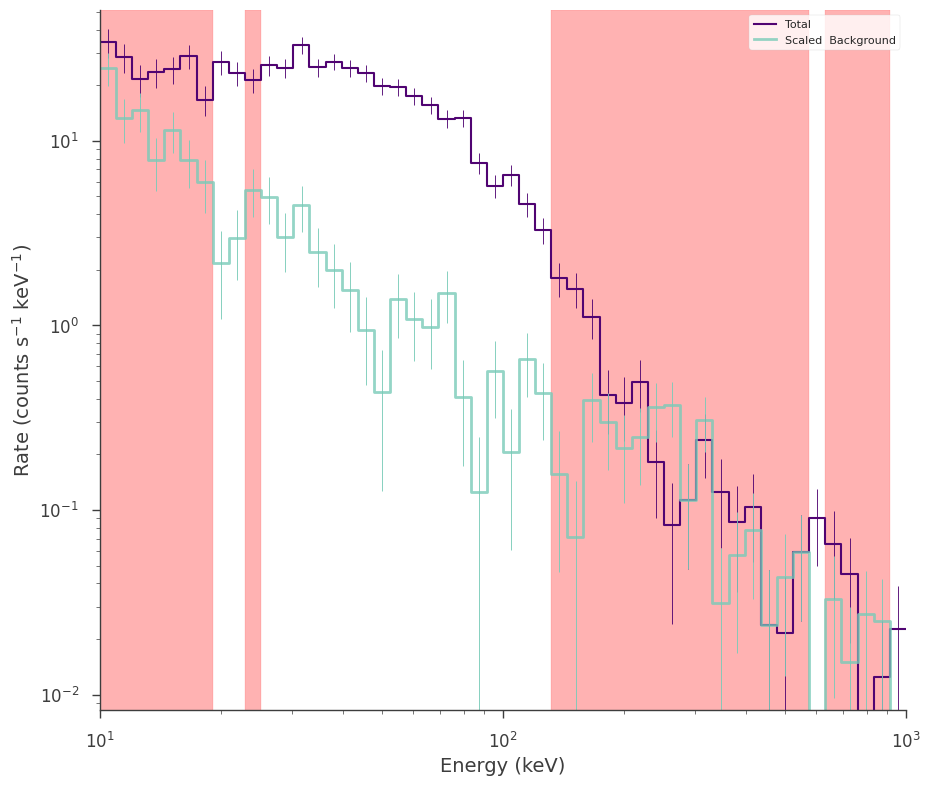 Total
Scaled  Background
Rate (counts s⁻¹ keV⁻¹)
10¹
10⁰
10⁻¹
10⁻²
10¹
10²
10³
Energy (keV)